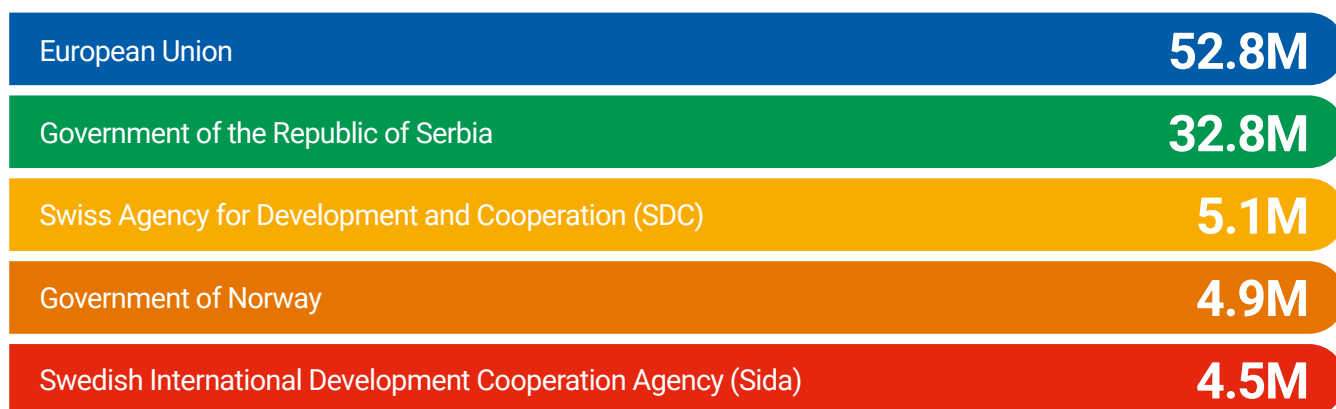 European Union 52.8M
Government of the Republic of Serbia 32.8M
Swiss Agency for Development and Cooperation (SDC) 5.1M
Government of Norway 4.9M
Swedish International Development Cooperation Agency (Sida) 4.5M